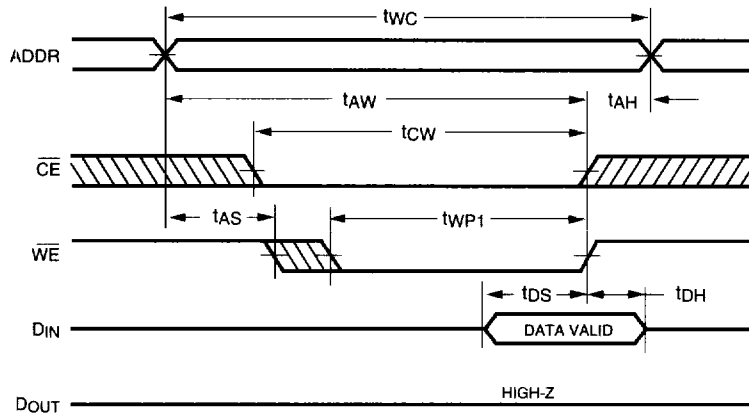 tWC
ADDR
tAW
tAH
tCW
CE
tAS
tWP1
WE
tDS
tDH
DIN
DATA VALID
HIGH-Z
DOUT